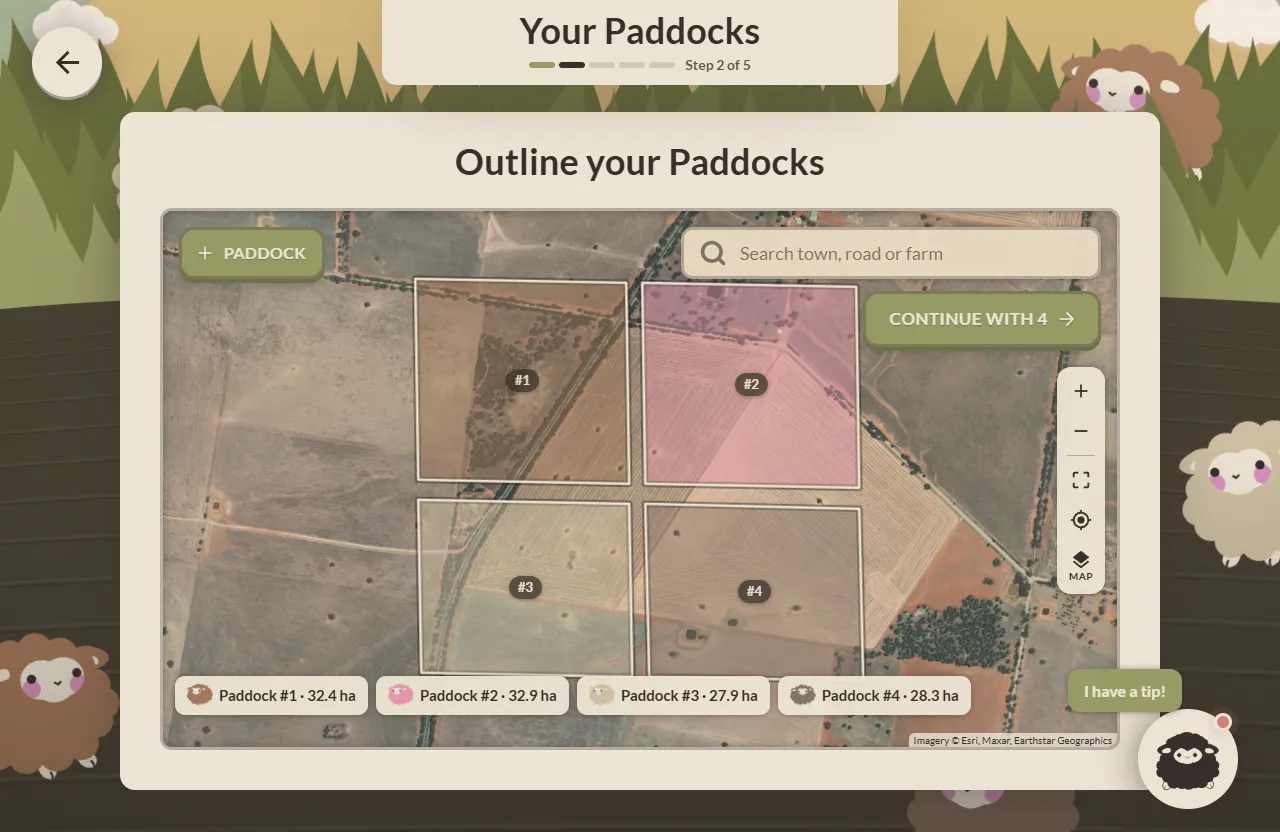 Your Paddocks
Step 2 of 5
Outline your Paddocks
+ PADDOCK
Search town, road or farm
CONTINUE WITH 4 →
#1
#2
#3
#4
MAP
Paddock #1 · 32.4 ha
Paddock #2 · 32.9 ha
Paddock #3 · 27.9 ha
Paddock #4 · 28.3 ha
I have a tip!
Imagery © Esri, Maxar, Earthstar Geographics